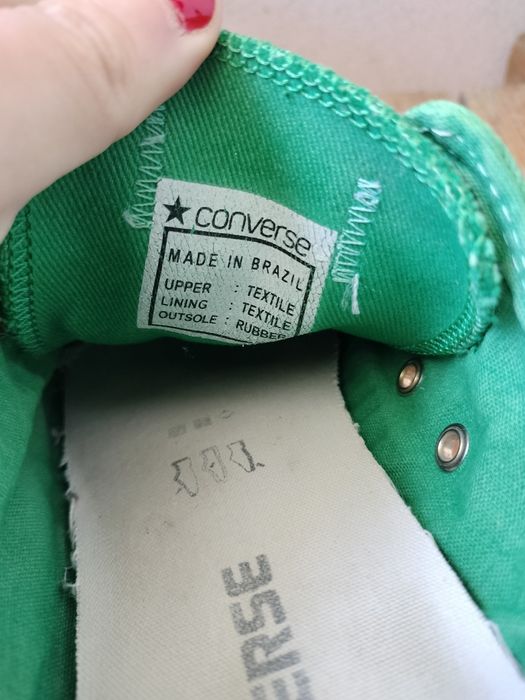 converse
MADE IN BRAZIL
UPPER : TEXTILE
LINING : TEXTILE
OUTSOLE : RUBBER
ERSE